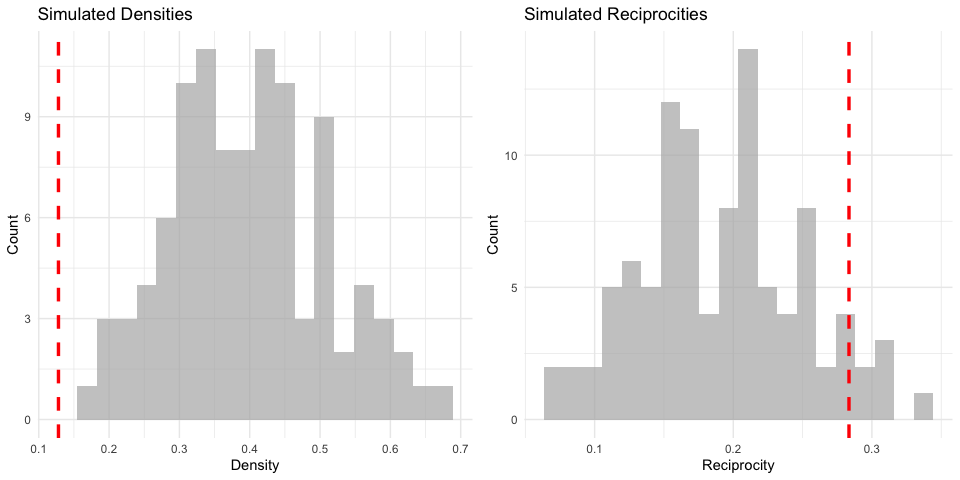 Simulated Densities
Count
9
6
3
0
0.1 0.2 0.3 0.4 0.5 0.6 0.7
Density
Simulated Reciprocities
Count
10
5
0
0.1 0.2 0.3
Reciprocity